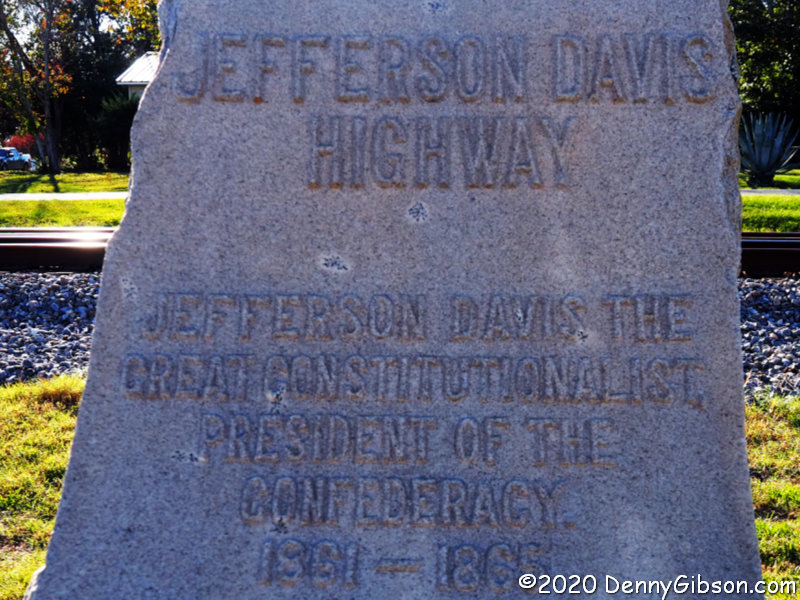 JEFFERSON DAVIS
HIGHWAY
JEFFERSON DAVIS THE
GREAT CONSTITUTIONALIST,
PRESIDENT OF THE
CONFEDERACY.
1861 — 1865
©2020 DennyGibson.com